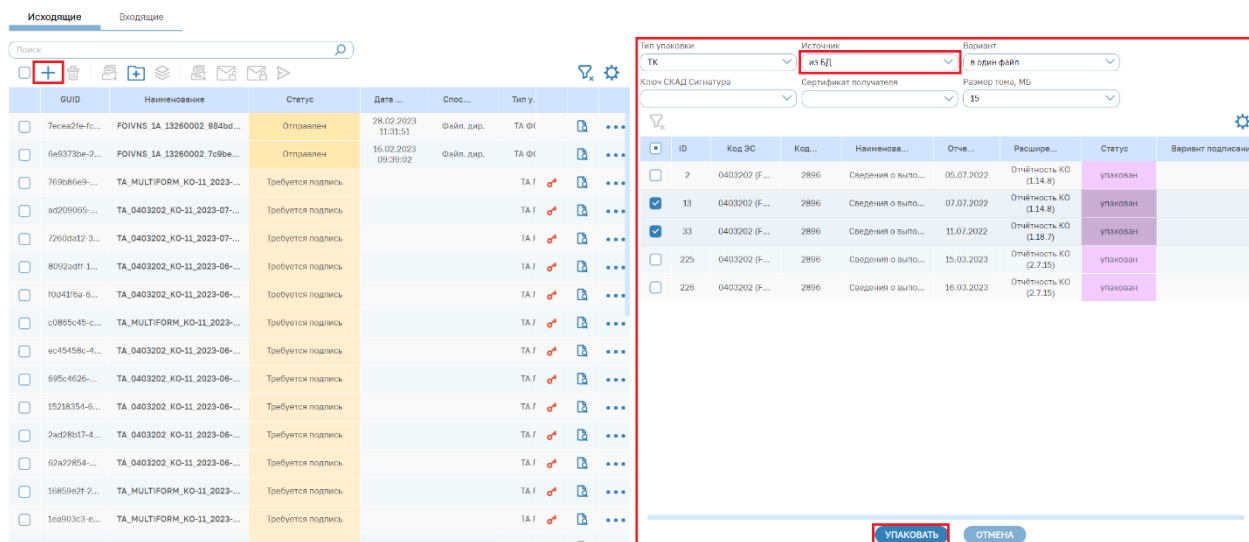 Исходящие Входящие
Поиск
GUID Наименование Статус Дата ... Спос... Тип у.
7ecea2fe-fc... FOIVNS_1A_13260002_984bd... Отправлен 28.02.2023 11:31:51 Файл. дир. ТА ФС
6e9373be-2... FOIVNS_1A_13260002_7c9be... Отправлен 16.02.2023 09:39:02 Файл. дир. ТА ФС
769b86e9-... TA_MULTIFORM_KO-11_2023-... Требуется подпись
ad209065-... TA_0403202_KO-11_2023-07-... Требуется подпись
7260da12-3... TA_0403202_KO-11_2023-07-... Требуется подпись
8092adff-1... TA_0403202_KO-11_2023-06-... Требуется подпись
f0d41f6a-6... TA_0403202_KO-11_2023-06-... Требуется подпись
c0865c45-c... TA_MULTIFORM_KO-11_2023-... Требуется подпись
ec45458c-4... TA_0403202_KO-11_2023-06-... Требуется подпись
695c4626-... TA_0403202_KO-11_2023-06-... Требуется подпись
15218354-6... TA_0403202_KO-11_2023-06-... Требуется подпись
2ad28b17-4... TA_0403202_KO-11_2023-06-... Требуется подпись
62a22854-... TA_0403202_KO-11_2023-06-... Требуется подпись
16859e2f-2... TA_MULTIFORM_KO-11_2023-... Требуется подпись
1ea903c3-e... TA_MULTIFORM_KO-11_2023-... Требуется подпись
Тип упаковки Источник Вариант
ТК из БД в один файл
Ключ СКАД Сигнатура Сертификат получателя Размер тома, МБ
15
ID Код ЭС Код... Наименова... Отче... Расшире... Статус Вариант подписани
2 0403202 (F... 2896 Сведения о выпо... 05.07.2022 Отчётность КО (1.14.8) упакован
13 0403202 (F... 2896 Сведения о выпо... 07.07.2022 Отчётность КО (1.14.8) упакован
33 0403202 (F... 2896 Сведения о выпо... 11.07.2022 Отчётность КО (1.18.7) упакован
225 0403202 (F... 2896 Сведения о выпо... 15.03.2023 Отчётность КО (2.7.15) упакован
226 0403202 (F... 2896 Сведения о выпо... 16.03.2023 Отчётность КО (2.7.15) упакован
УПАКОВАТЬ ОТМЕНА